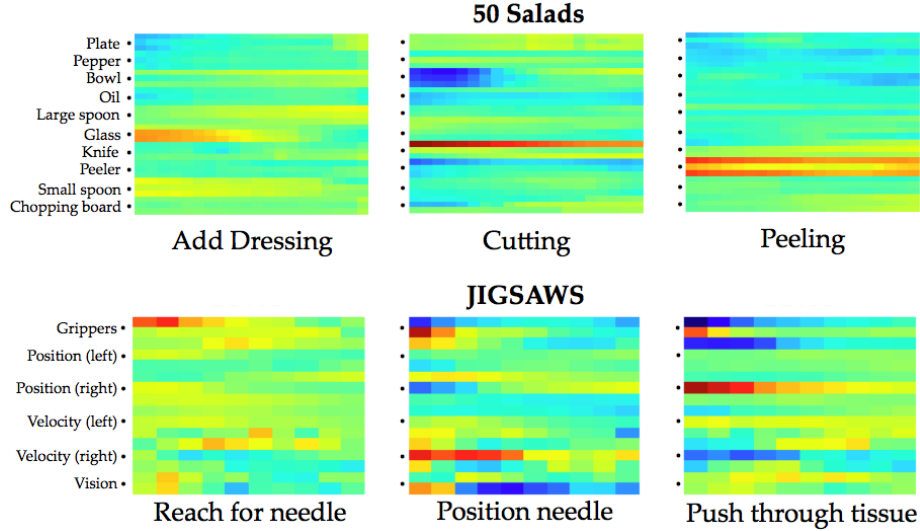 50 Salads
Plate •
Pepper •
Bowl •
Oil •
Large spoon •
Glass •
Knife •
Peeler •
Small spoon •
Chopping board •
Add Dressing
Cutting
Peeling
JIGSAWS
Grippers •
Position (left) •
Position (right) •
Velocity (left) •
Velocity (right) •
Vision •
Reach for needle
Position needle
Push through tissue